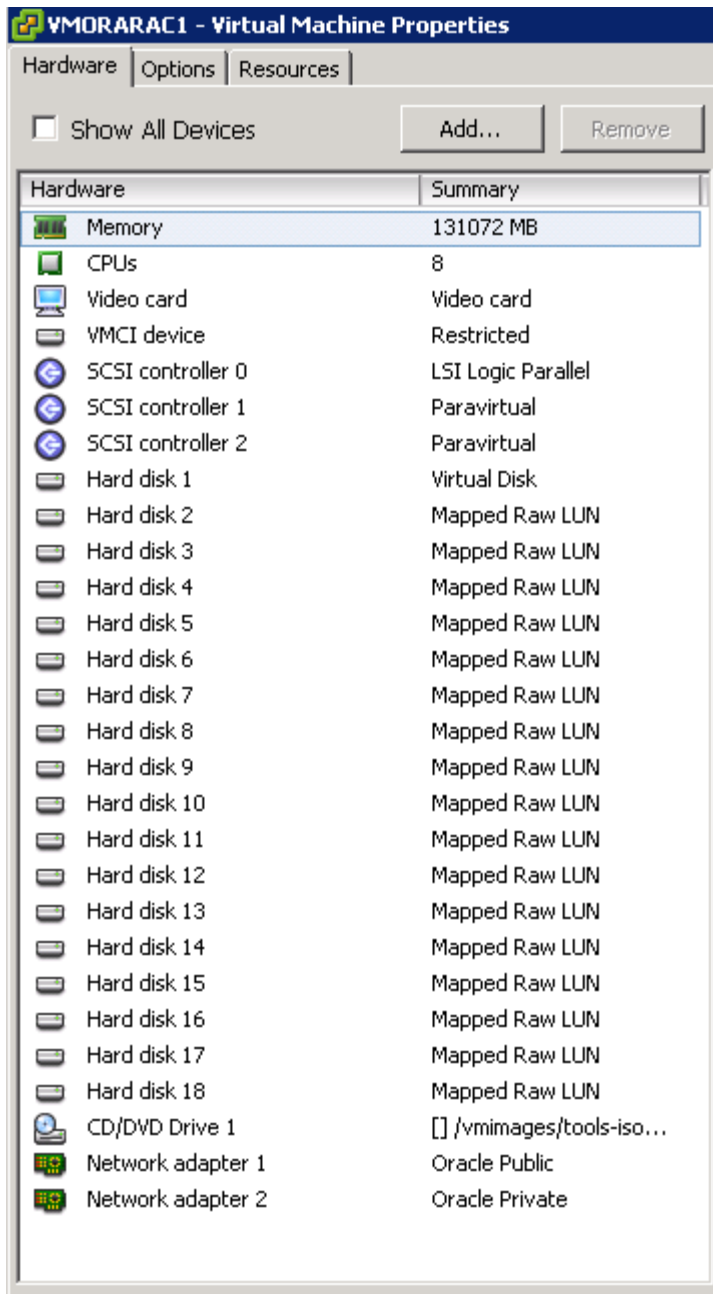 VMORARAC1 - Virtual Machine Properties
Hardware Options Resources
Show All Devices Add... Remove
Hardware Summary
Memory 131072 MB
CPUs 8
Video card Video card
VMCI device Restricted
SCSI controller 0 LSI Logic Parallel
SCSI controller 1 Paravirtual
SCSI controller 2 Paravirtual
Hard disk 1 Virtual Disk
Hard disk 2 Mapped Raw LUN
Hard disk 3 Mapped Raw LUN
Hard disk 4 Mapped Raw LUN
Hard disk 5 Mapped Raw LUN
Hard disk 6 Mapped Raw LUN
Hard disk 7 Mapped Raw LUN
Hard disk 8 Mapped Raw LUN
Hard disk 9 Mapped Raw LUN
Hard disk 10 Mapped Raw LUN
Hard disk 11 Mapped Raw LUN
Hard disk 12 Mapped Raw LUN
Hard disk 13 Mapped Raw LUN
Hard disk 14 Mapped Raw LUN
Hard disk 15 Mapped Raw LUN
Hard disk 16 Mapped Raw LUN
Hard disk 17 Mapped Raw LUN
Hard disk 18 Mapped Raw LUN
CD/DVD Drive 1 [] /vmimages/tools-iso...
Network adapter 1 Oracle Public
Network adapter 2 Oracle Private